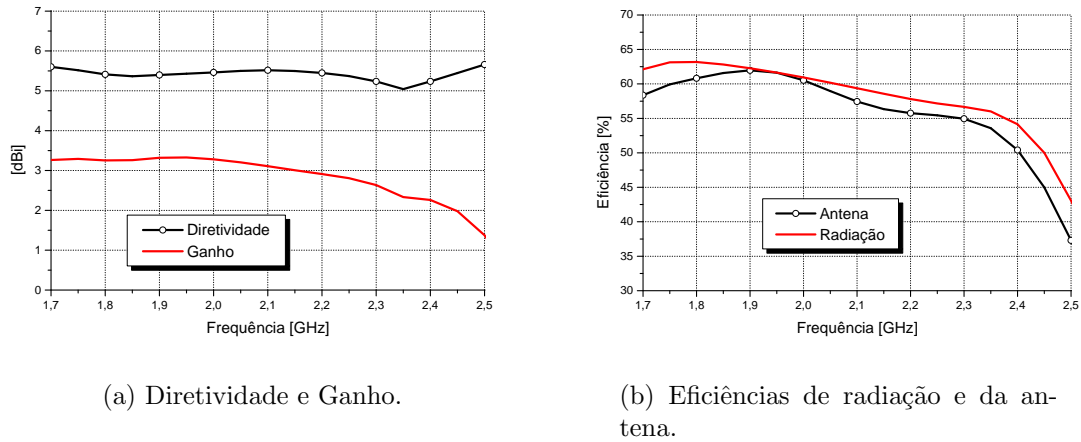 7
6
5
4
3
2
1
0
[dBi]
Diretividade
Ganho
1,7 1,8 1,9 2,0 2,1 2,2 2,3 2,4 2,5
Frequência [GHz]
(a) Diretividade e Ganho.
70
65
60
55
50
45
40
35
30
Eficiência [%]
Antena
Radiação
1,7 1,8 1,9 2,0 2,1 2,2 2,3 2,4 2,5
Frequência [GHz]
(b) Eficiências de radiação e da an-
tena.